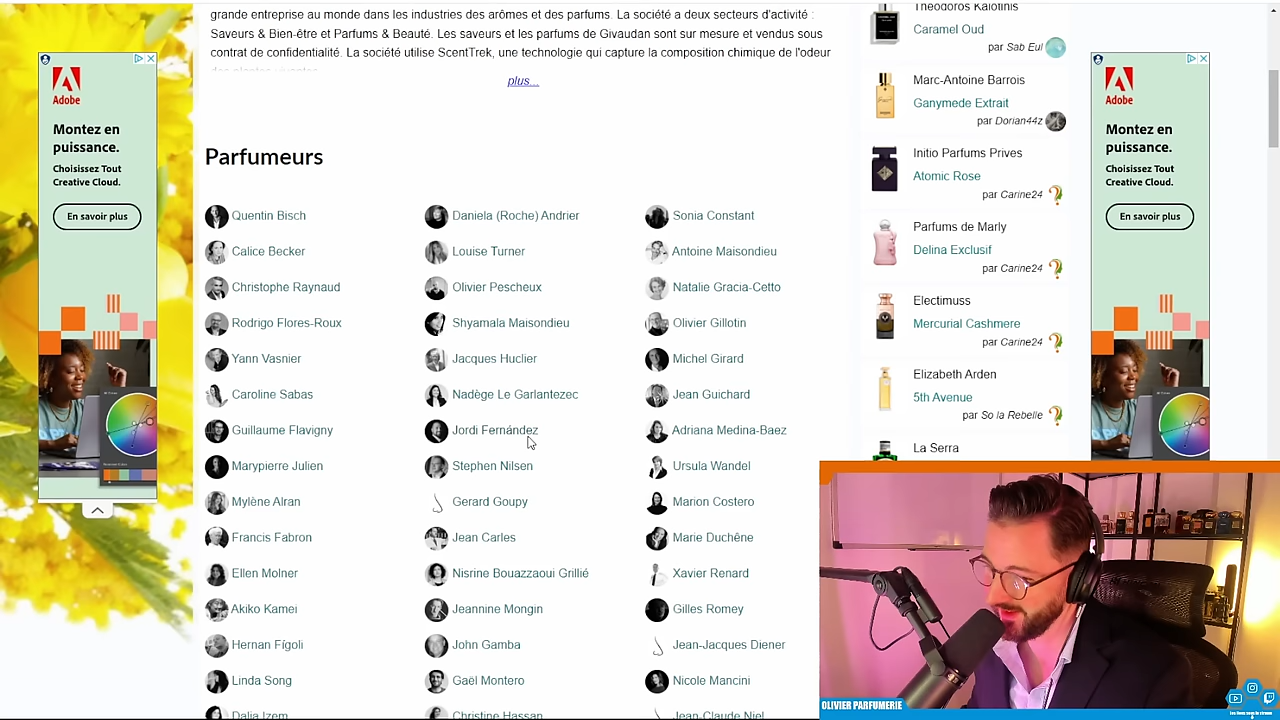 grande entreprise au monde dans les industries des arômes et des parfums. La société a deux secteurs d'activité :
Saveurs & bien-être et Parfums & Beauté. Les saveurs et les parfums de Givaudan sont sur mesure et vendus sous
contrat de confidentialité. La société utilise ScentTrek, une technologie qui capture la composition chimique de l'odeur
des plantes vivantes.
plus...
Parfumeurs
Quentin Bisch
Daniela (Roche) Andrier
Sonia Constant
Calice Becker
Louise Turner
Antoine Maisondieu
Christophe Raynaud
Olivier Pescheux
Natalie Gracia-Cetto
Rodrigo Flores-Roux
Shyamala Maisondieu
Olivier Gillotin
Yann Vasnier
Jacques Huclier
Michel Girard
Caroline Sabas
Nadège Le Garlantezec
Jean Guichard
Guillaume Flavigny
Jordi Fernández
Adriana Medina-Baez
Marypierre Julien
Stephen Nilsen
Ursula Wandel
Mylène Alran
Gerard Goupy
Marion Costero
Francis Fabron
Jean Carles
Marie Duchêne
Ellen Molner
Nisrine Bouazzaoui Grillié
Xavier Renard
Akiko Kamei
Jeannine Mongin
Gilles Romey
Hernan Fígoli
John Gamba
Jean-Jacques Diener
Linda Song
Gaël Montero
Nicole Mancini
Dalia Izem
Christine Hassan
Jean-Claude Niel
Theodoros Kalotinis
Caramel Oud
par Sab Eul
Marc-Antoine Barrois
Ganymede Extrait
par Dorian44z
Initio Parfums Prives
Atomic Rose
par Carine24
Parfums de Marly
Delina Exclusif
par Carine24
Electimuss
Mercurial Cashmere
par Carine24
Elizabeth Arden
5th Avenue
par So la Rebelle
La Serra
Adobe
Montez en
puissance.
Choisissez Tout
Creative Cloud.
En savoir plus
Adobe
Montez en
puissance.
Choisissez Tout
Creative Cloud.
En savoir plus
OLIVIER PARFUMERIE